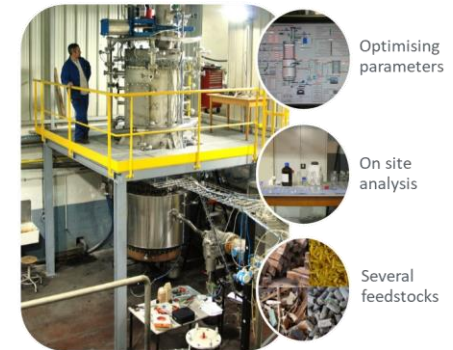 Optimising
parameters
On site
analysis
Several
feedstocks